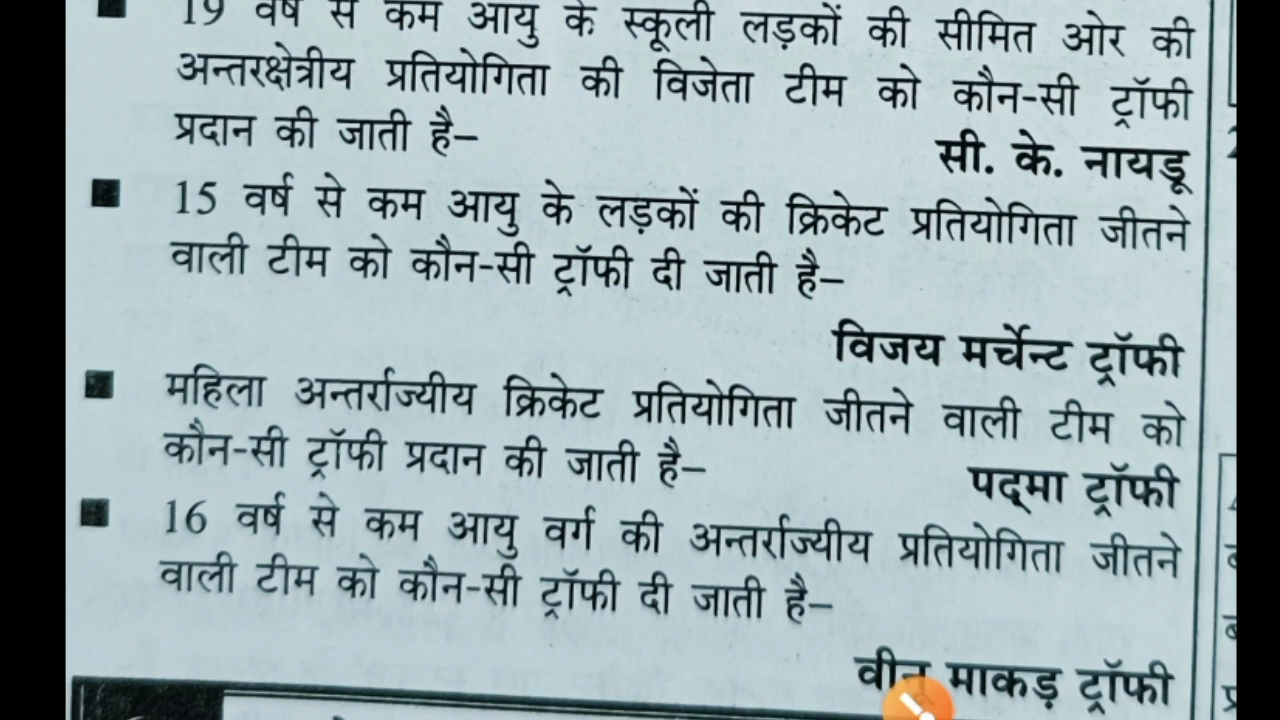 19 वर्ष से कम आयु के स्कूली लड़कों की सीमित ओर की
अन्तरक्षेत्रीय प्रतियोगिता की विजेता टीम को कौन-सी ट्रॉफी
प्रदान की जाती है–
सी. के. नायडू
15 वर्ष से कम आयु के लड़कों की क्रिकेट प्रतियोगिता जीतने
वाली टीम को कौन-सी ट्रॉफी दी जाती है–
विजय मर्चेन्ट ट्रॉफी
महिला अन्तर्राज्यीय क्रिकेट प्रतियोगिता जीतने वाली टीम को
कौन-सी ट्रॉफी प्रदान की जाती है–
पद्‌मा ट्रॉफी
16 वर्ष से कम आयु वर्ग की अन्तर्राज्यीय प्रतियोगिता जीतने
वाली टीम को कौन-सी ट्रॉफी दी जाती है–
वीनू माकड़ ट्रॉफी